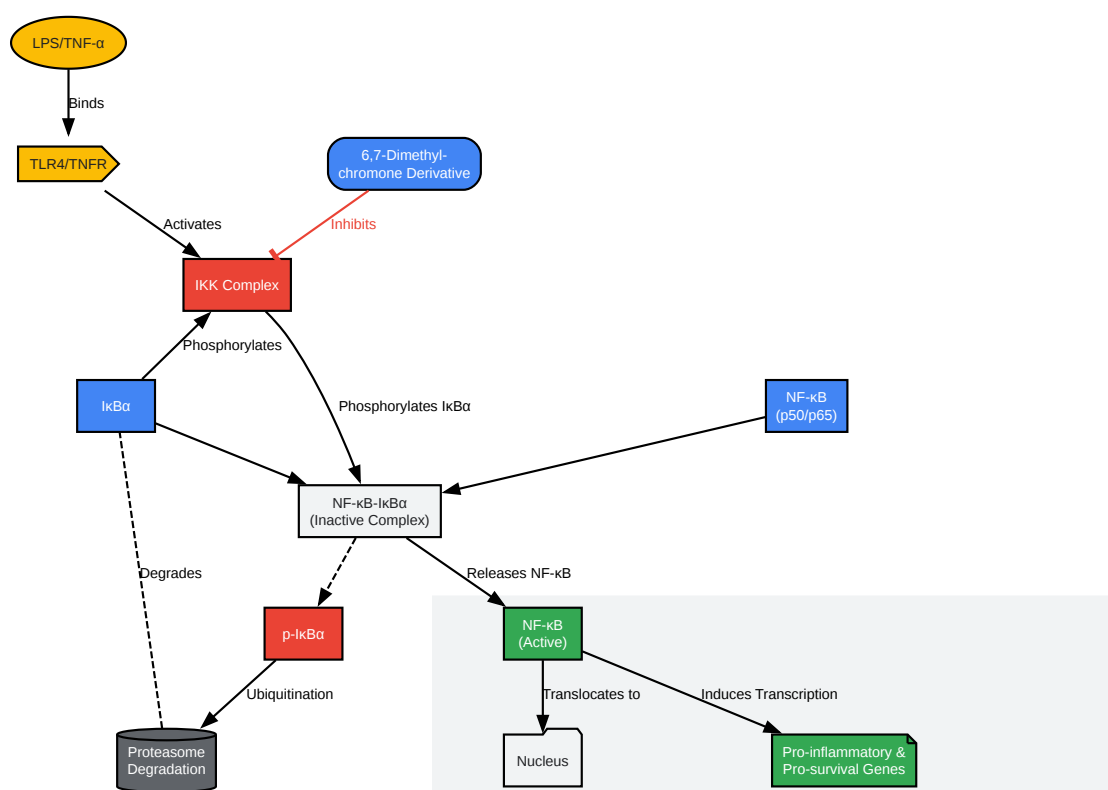 LPS/TNF-α
Binds
TLR4/TNFR
6,7-Dimethyl-
chromone Derivative
Activates
Inhibits
IKK Complex
Phosphorylates
IκBα
Phosphorylates IκBα
NF-κB
(p50/p65)
NF-κB-IκBα
(Inactive Complex)
Degrades
Releases NF-κB
p-IκBα
NF-κB
(Active)
Ubiquitination
Translocates to
Induces Transcription
Proteasome
Degradation
Nucleus
Pro-inflammatory &
Pro-survival Genes